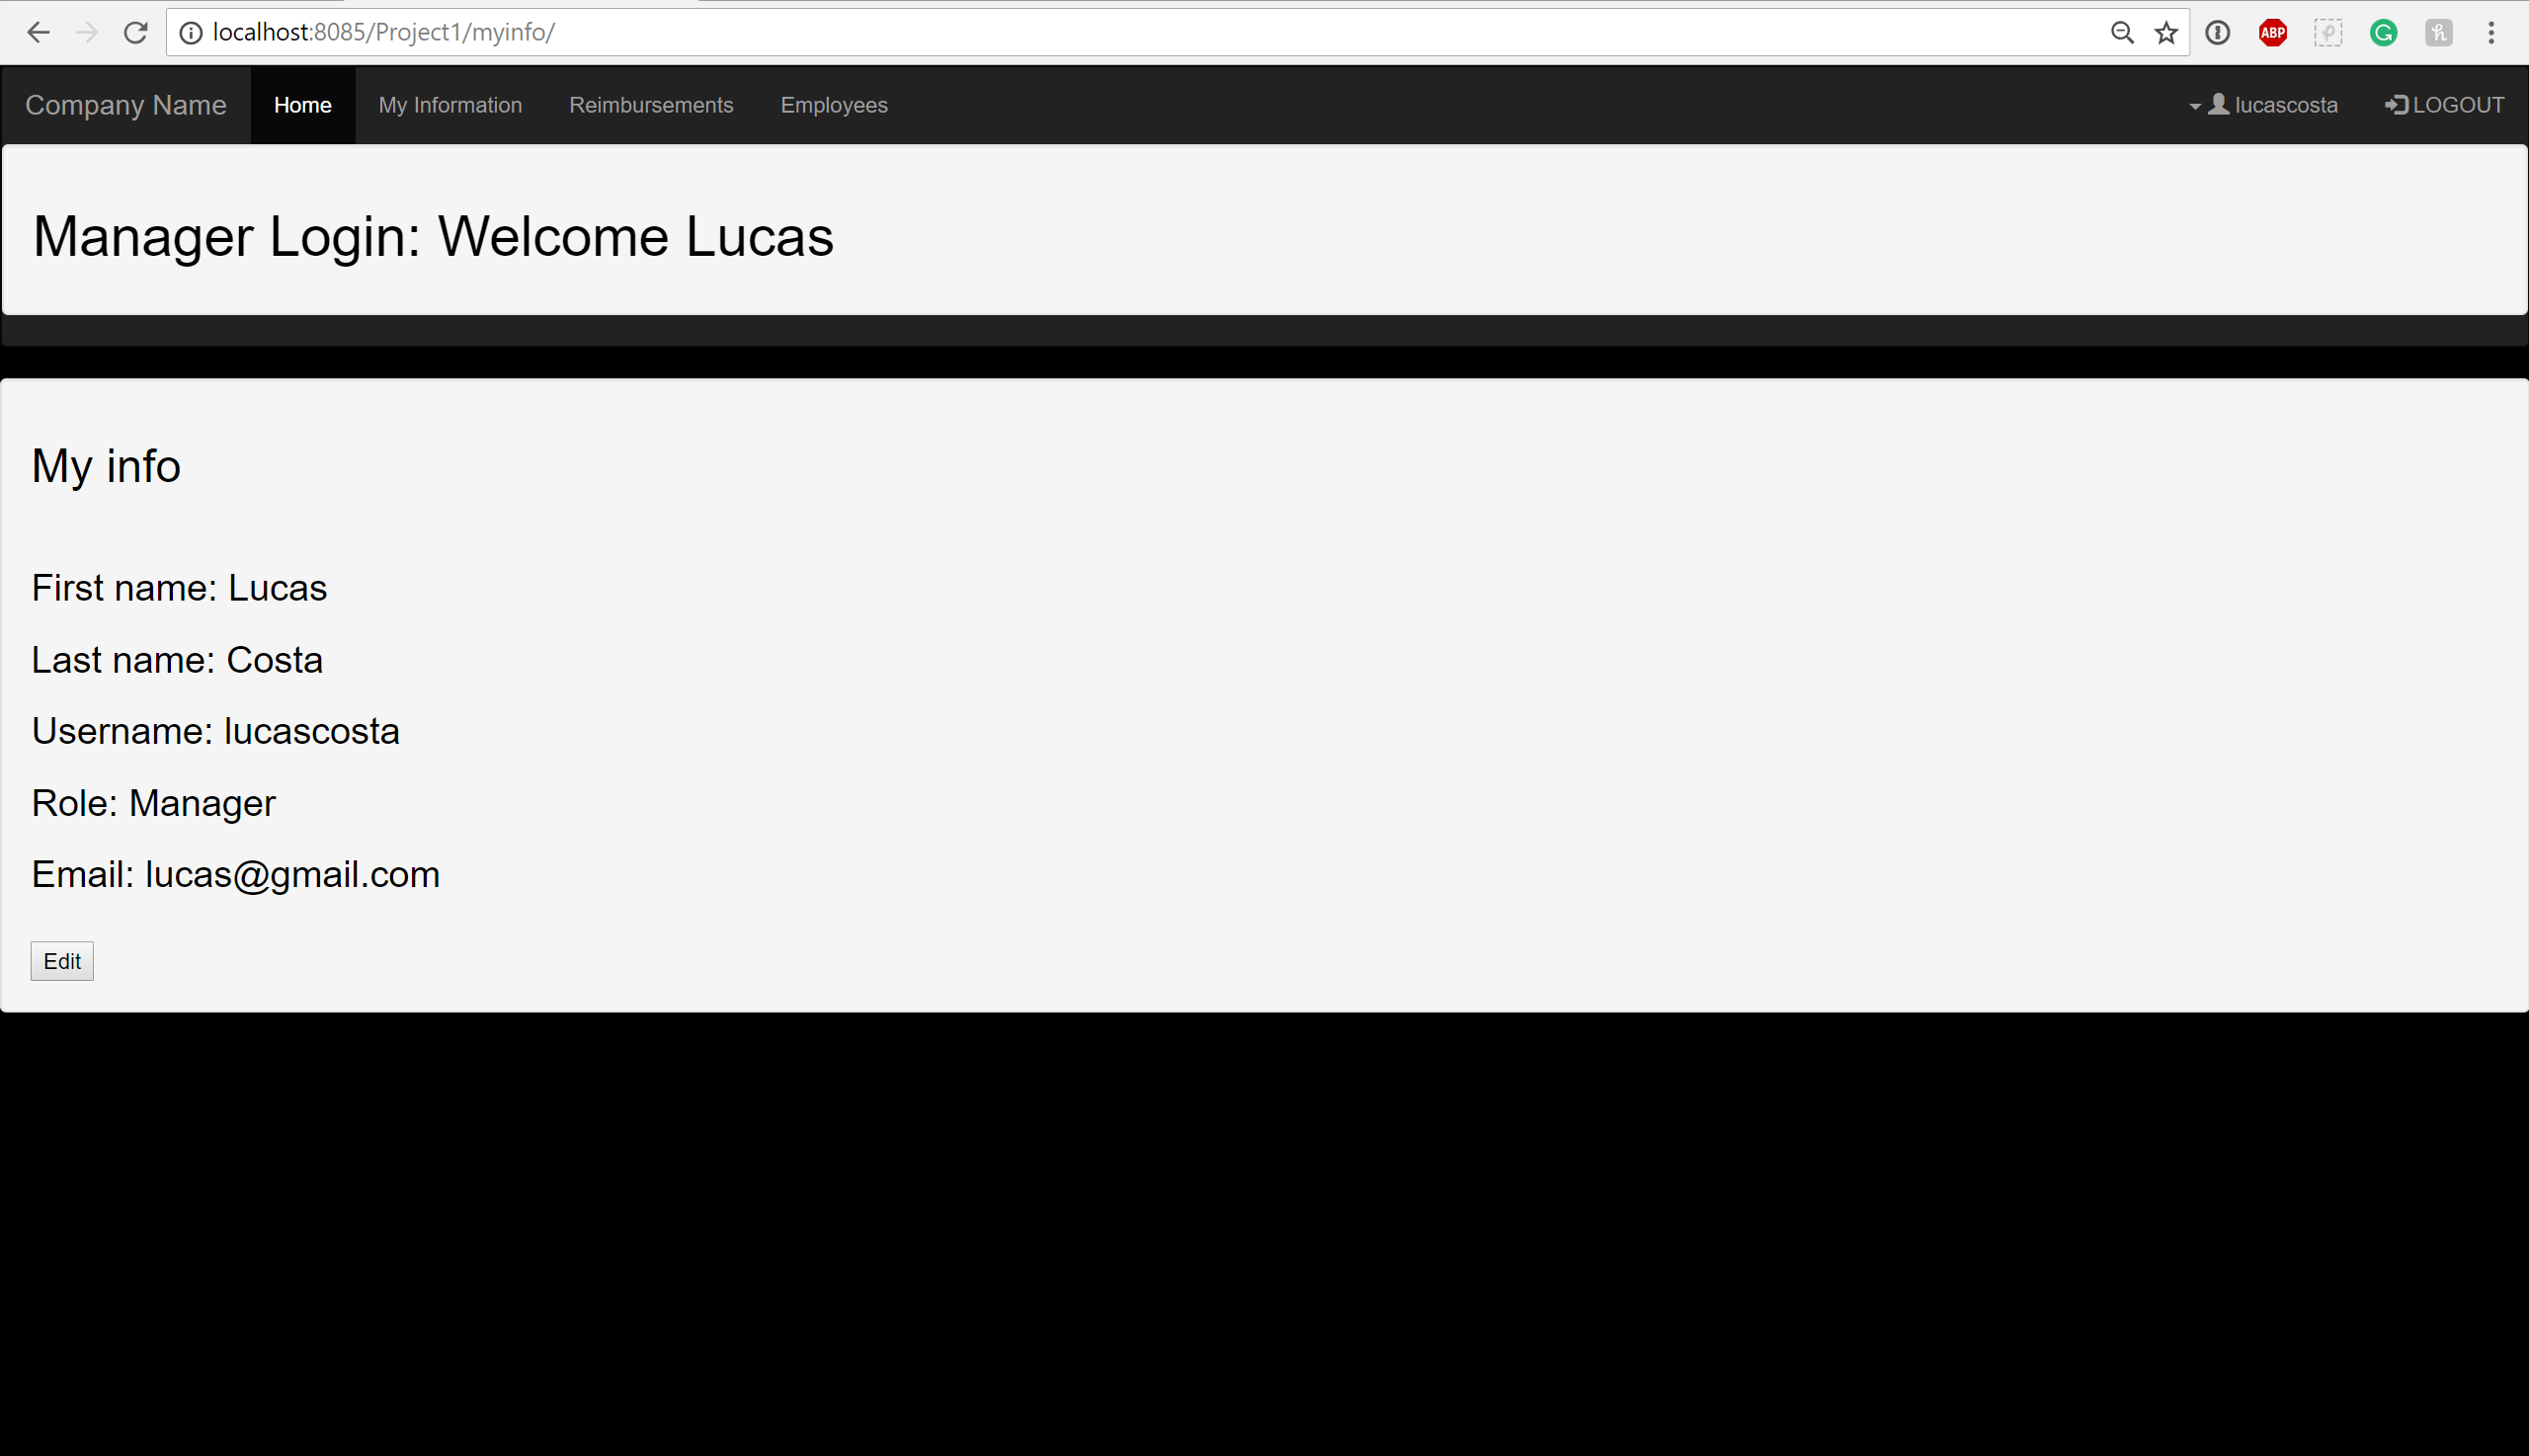 localhost:8085/Project1/myinfo/
ABP
Company Name Home My Information Reimbursements Employees lucascosta LOGOUT
Manager Login: Welcome Lucas
My info
First name: Lucas
Last name: Costa
Username: lucascosta
Role: Manager
Email: lucas@gmail.com
Edit